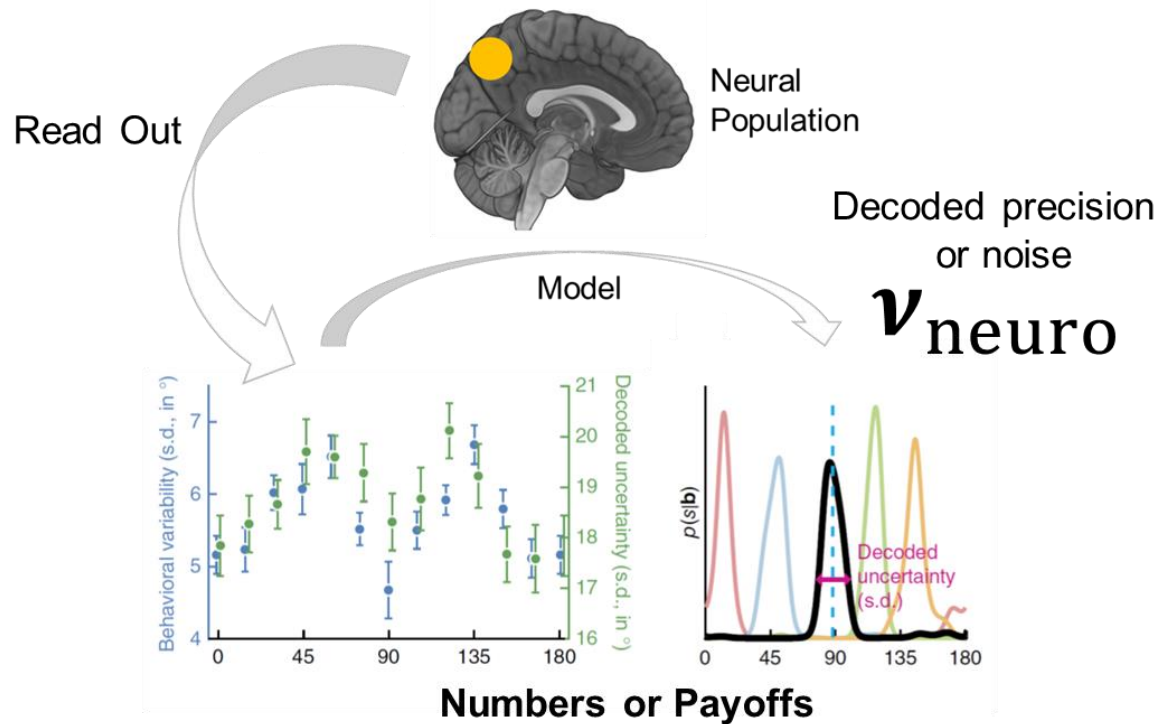 Neural
Population
Read Out
Decoded precision
or noise
Model
𝝂neuro
Behavioral variability (s.d., in °)
7
6
5
4
0 45 90 135 180
Decoded uncertainty (s.d., in °)
21
20
19
18
17
16
p(s|b)
Decoded
uncertainty
(s.d.)
0 45 90 135 180
Numbers or Payoffs